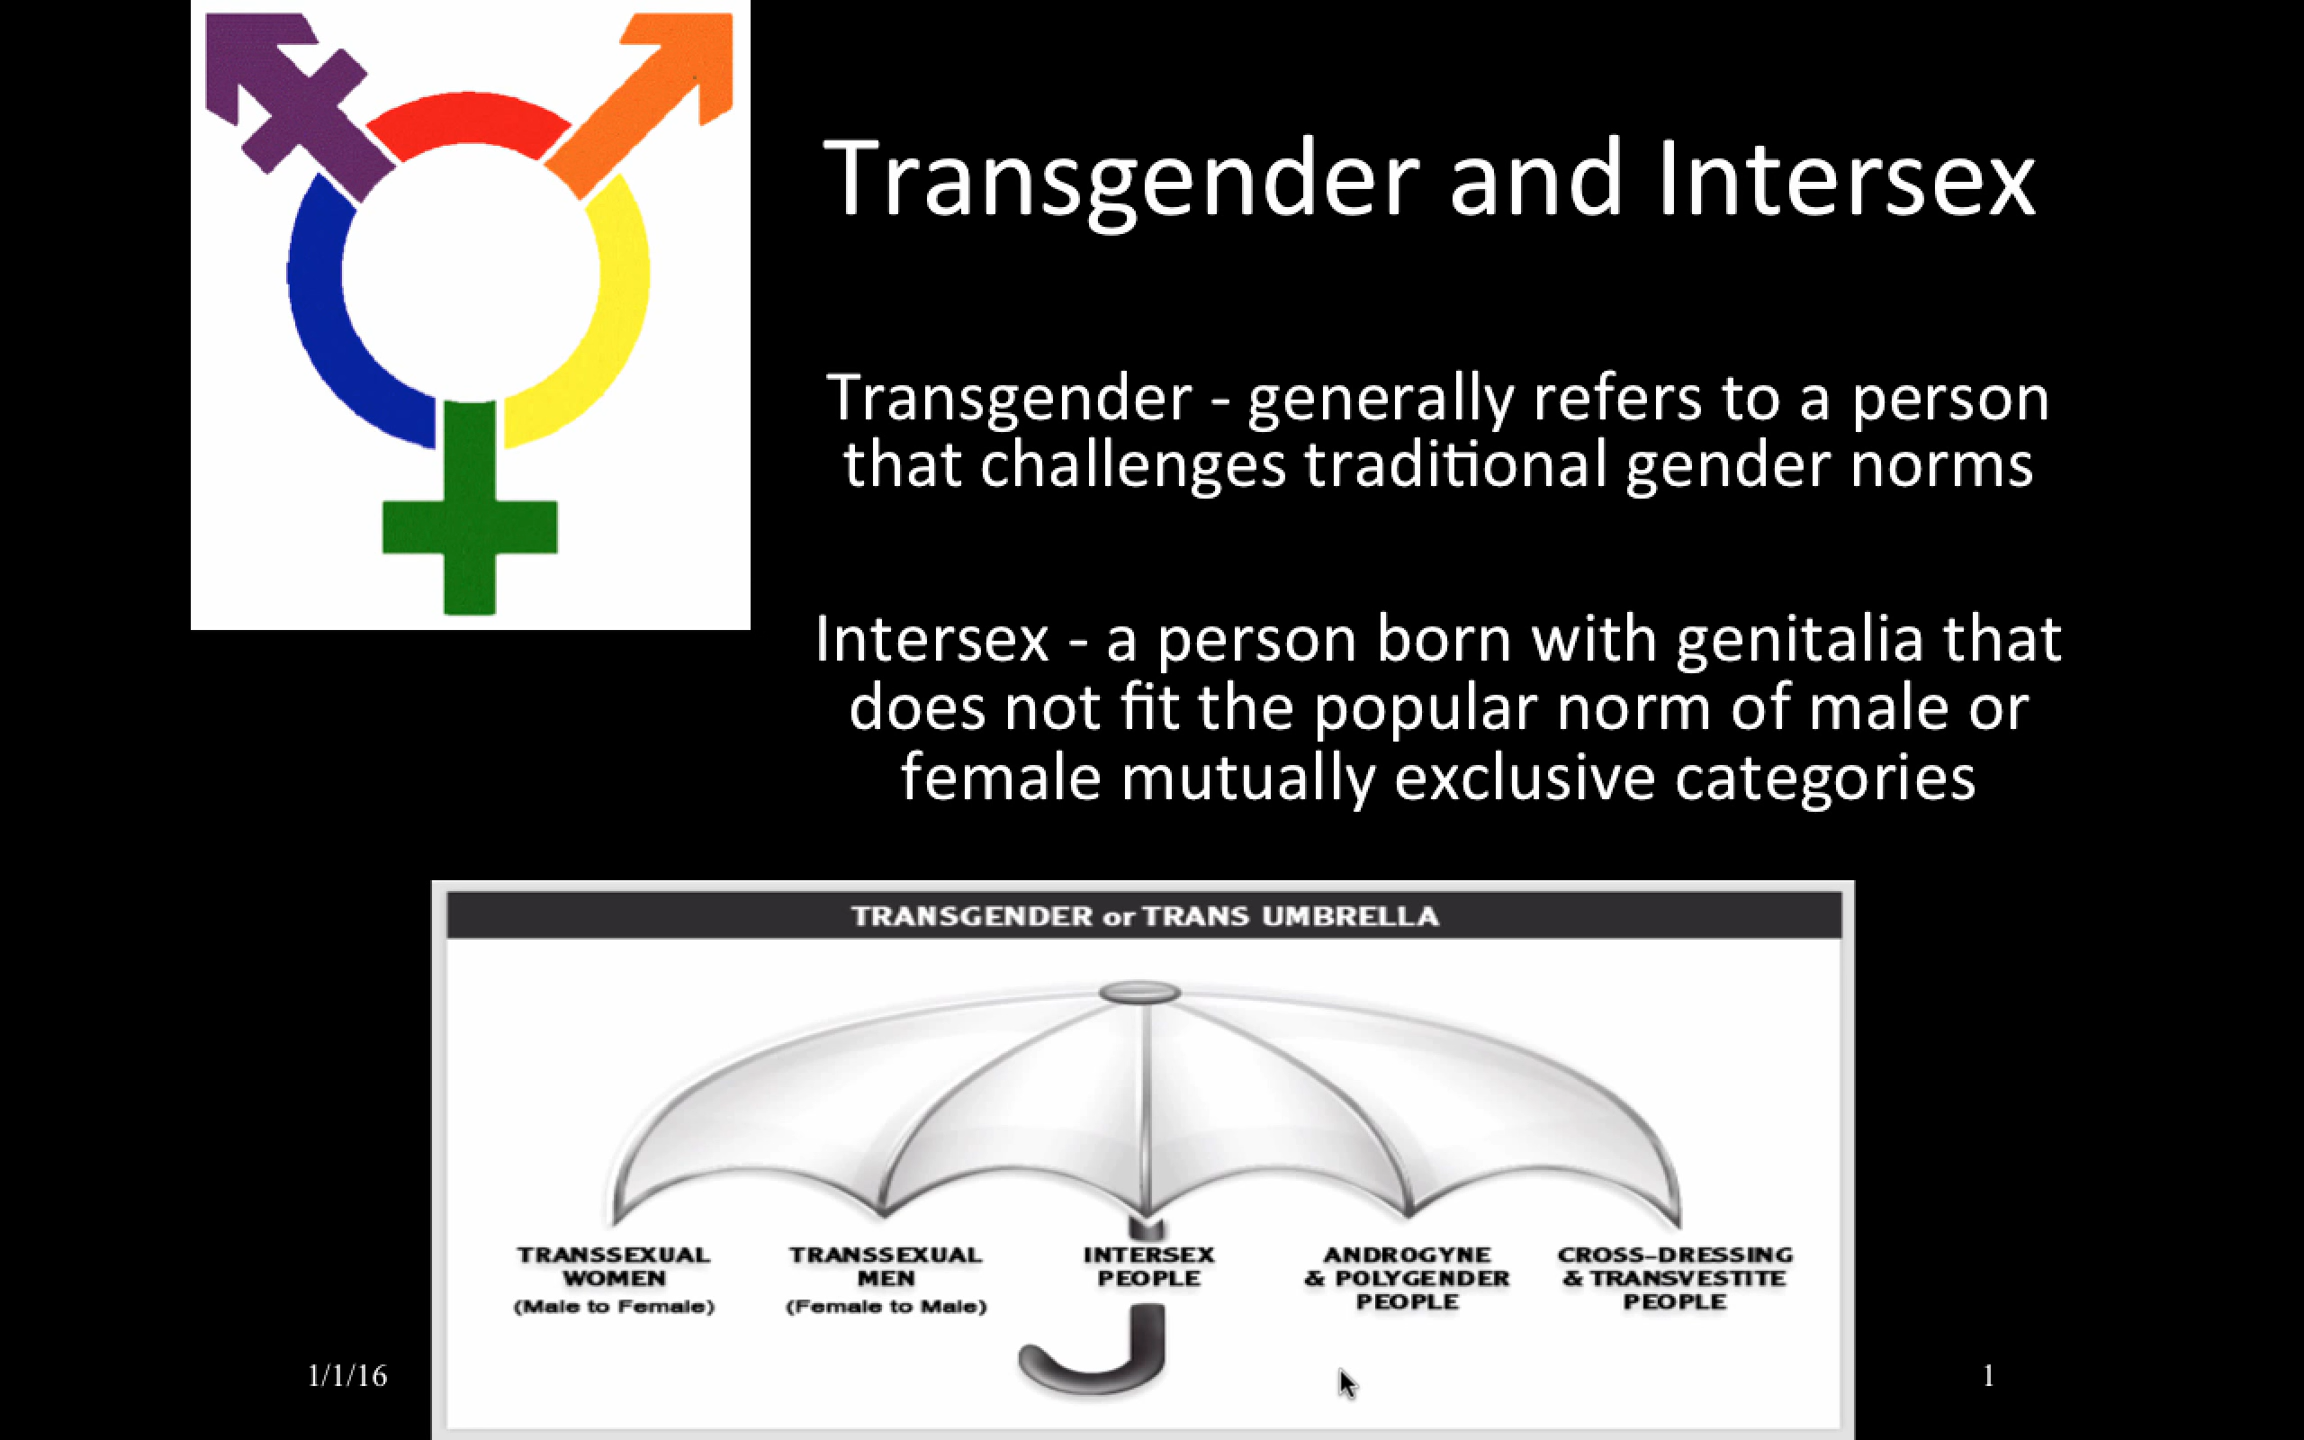 Transgender and Intersex
Transgender - generally refers to a person
that challenges traditional gender norms
Intersex - a person born with genitalia that
does not fit the popular norm of male or
female mutually exclusive categories
TRANSGENDER or TRANS UMBRELLA
TRANSSEXUAL
WOMEN
(Male to Female)
TRANSSEXUAL
MEN
(Female to Male)
INTERSEX
PEOPLE
ANDROGYNE
& POLYGENDER
PEOPLE
CROSS-DRESSING
& TRANSVESTITE
PEOPLE
1/1/16
1